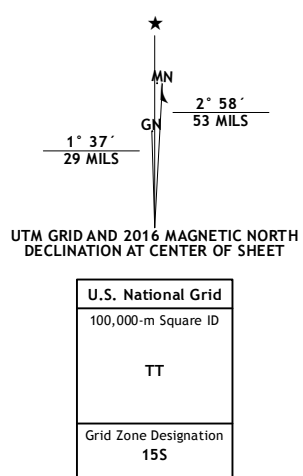 ★
MN
2° 58´
53 MILS
GN
1° 37´
29 MILS
UTM GRID AND 2016 MAGNETIC NORTH
DECLINATION AT CENTER OF SHEET
U.S. National Grid
100,000-m Square ID
TT
Grid Zone Designation
15S